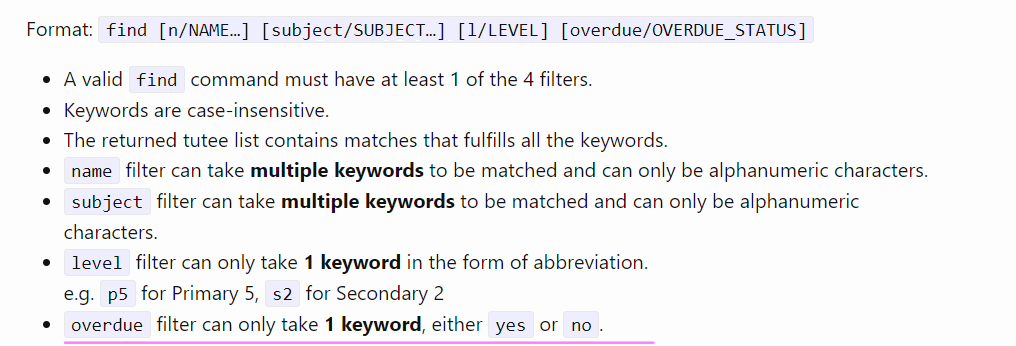 Format: find [n/NAME…] [subject/SUBJECT…] [l/LEVEL] [overdue/OVERDUE_STATUS]
A valid find command must have at least 1 of the 4 filters.
Keywords are case-insensitive.
The returned tutee list contains matches that fulfills all the keywords.
name filter can take multiple keywords to be matched and can only be alphanumeric characters.
subject filter can take multiple keywords to be matched and can only be alphanumeric
characters.
level filter can only take 1 keyword in the form of abbreviation.
e.g. p5 for Primary 5, s2 for Secondary 2
overdue filter can only take 1 keyword, either yes or no.